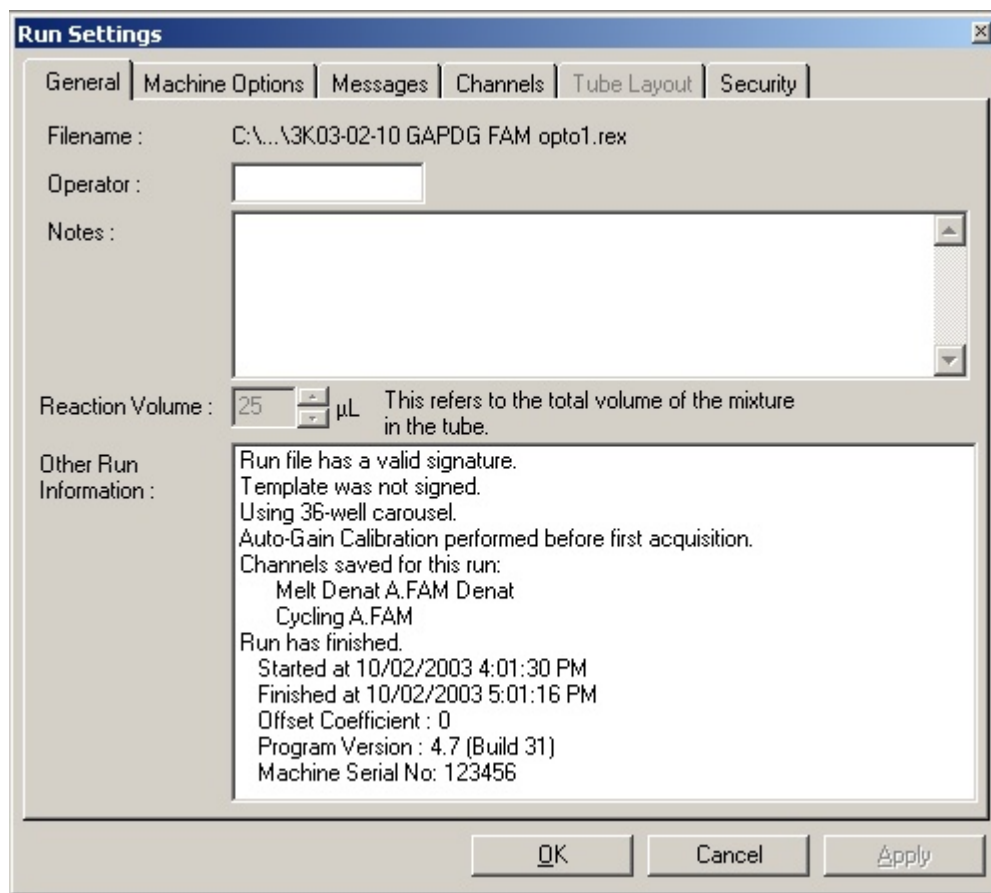 Run Settings
General Machine Options Messages Channels Tube Layout Security
Filename : C:\...\3K03-02-10 GAPDG FAM opto1.rex
Operator :
Notes :
Reaction Volume : 25 µL This refers to the total volume of the mixture
in the tube.
Other Run
Information :
Run file has a valid signature.
Template was not signed.
Using 36-well carousel.
Auto-Gain Calibration performed before first acquisition.
Channels saved for this run:
Melt Denat A.FAM Denat
Cycling A.FAM
Run has finished.
Started at 10/02/2003 4:01:30 PM
Finished at 10/02/2003 5:01:16 PM
Offset Coefficient : 0
Program Version : 4.7 (Build 31)
Machine Serial No: 123456
OK Cancel Apply